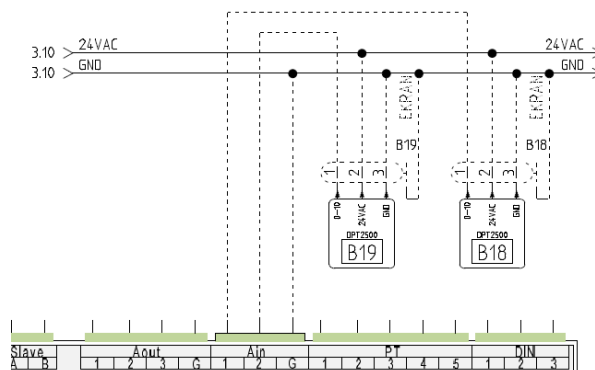 3.10 24VAC 24VAC
3.10 GND GND
EKPAN EKPAN
B19 B18
1 2 3 1 2 3
0-10 24VAC GND 0-10 24VAC GND
DPT2500 DPT2500
B19 B18
Slave Aout Ain PT DIN
A B 1 2 3 G 1 2 G 1 2 3 4 5 1 2 3